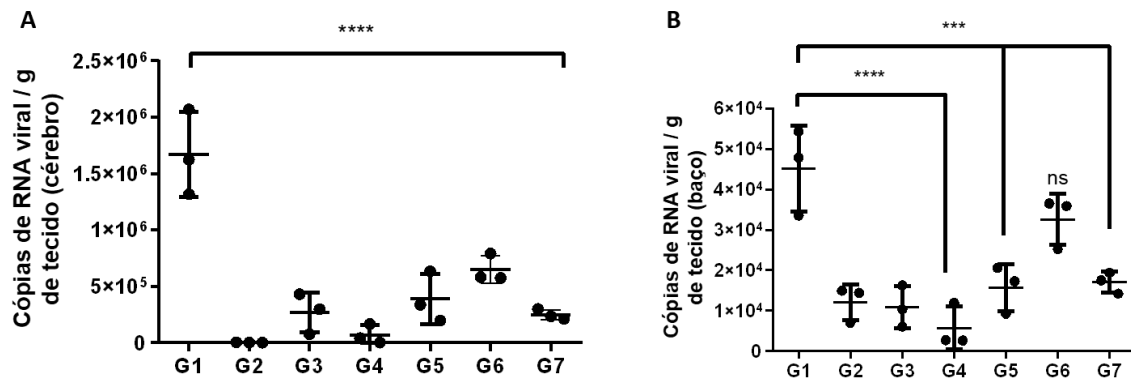 A
****
Cópias de RNA viral / g
de tecido (cérebro)
2.5×10⁶
2×10⁶
1.5×10⁶
1×10⁶
5×10⁵
0
G1 G2 G3 G4 G5 G6 G7
B
***
****
Cópias de RNA viral / g
de tecido (baço)
6×10⁴
5×10⁴
4×10⁴
3×10⁴
2×10⁴
1×10⁴
0
ns
G1 G2 G3 G4 G5 G6 G7